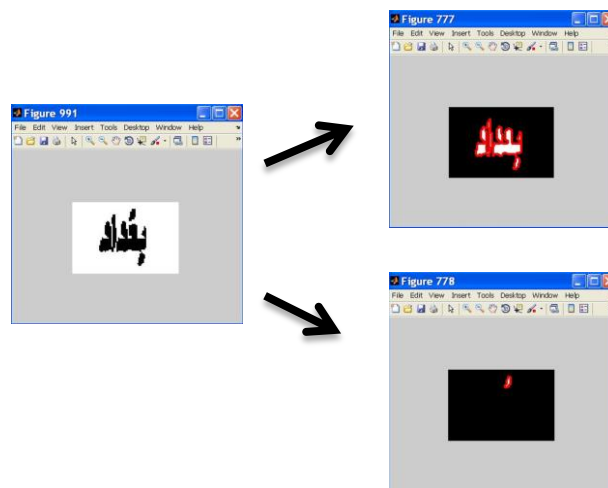 Figure 991
File Edit View Insert Tools Desktop Window Help
بغداد
Figure 777
File Edit View Insert Tools Desktop Window Help
بغداد
Figure 778
File Edit View Insert Tools Desktop Window Help